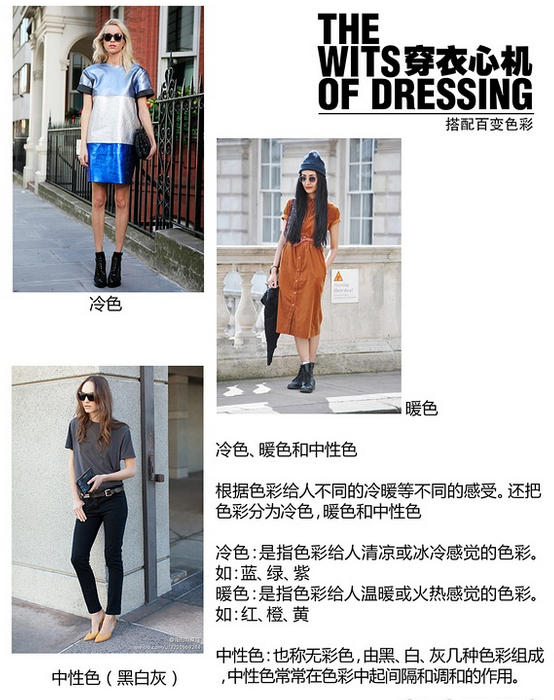 THE
WITS穿衣心机
OF DRESSING
搭配百变色彩
冷色
暖色
冷色、暖色和中性色
根据色彩给人不同的冷暖等不同的感受。还把
色彩分为冷色,暖色和中性色
冷色:是指色彩给人清凉或冰冷感觉的色彩。
如:蓝、绿、紫
暖色:是指色彩给人温暖或火热感觉的色彩。
如:红、橙、黄
中性色:也称无彩色,由黑、白、灰几种色彩组成
,中性色常常在色彩中起间隔和调和的作用。
中性色(黑白灰)